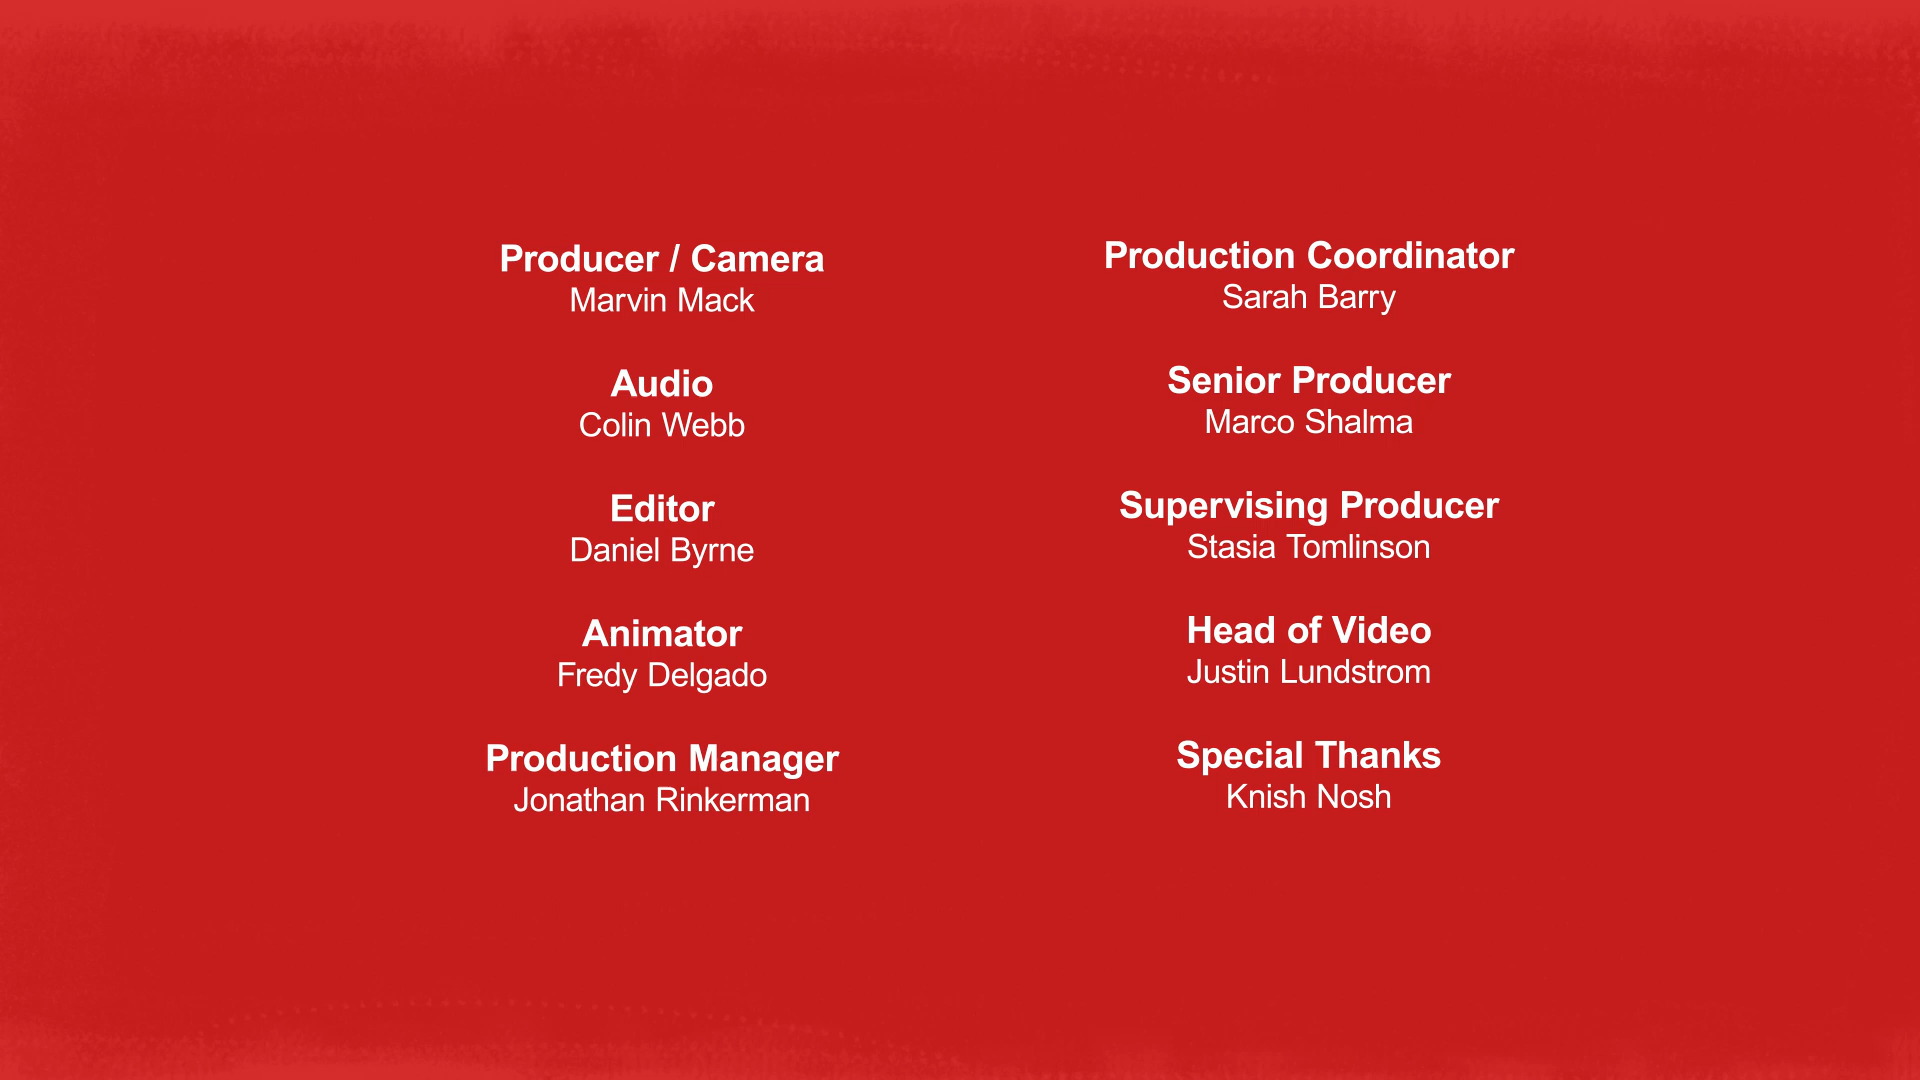 Producer / Camera
Marvin Mack
Audio
Colin Webb
Editor
Daniel Byrne
Animator
Fredy Delgado
Production Manager
Jonathan Rinkerman
Production Coordinator
Sarah Barry
Senior Producer
Marco Shalma
Supervising Producer
Stasia Tomlinson
Head of Video
Justin Lundstrom
Special Thanks
Knish Nosh